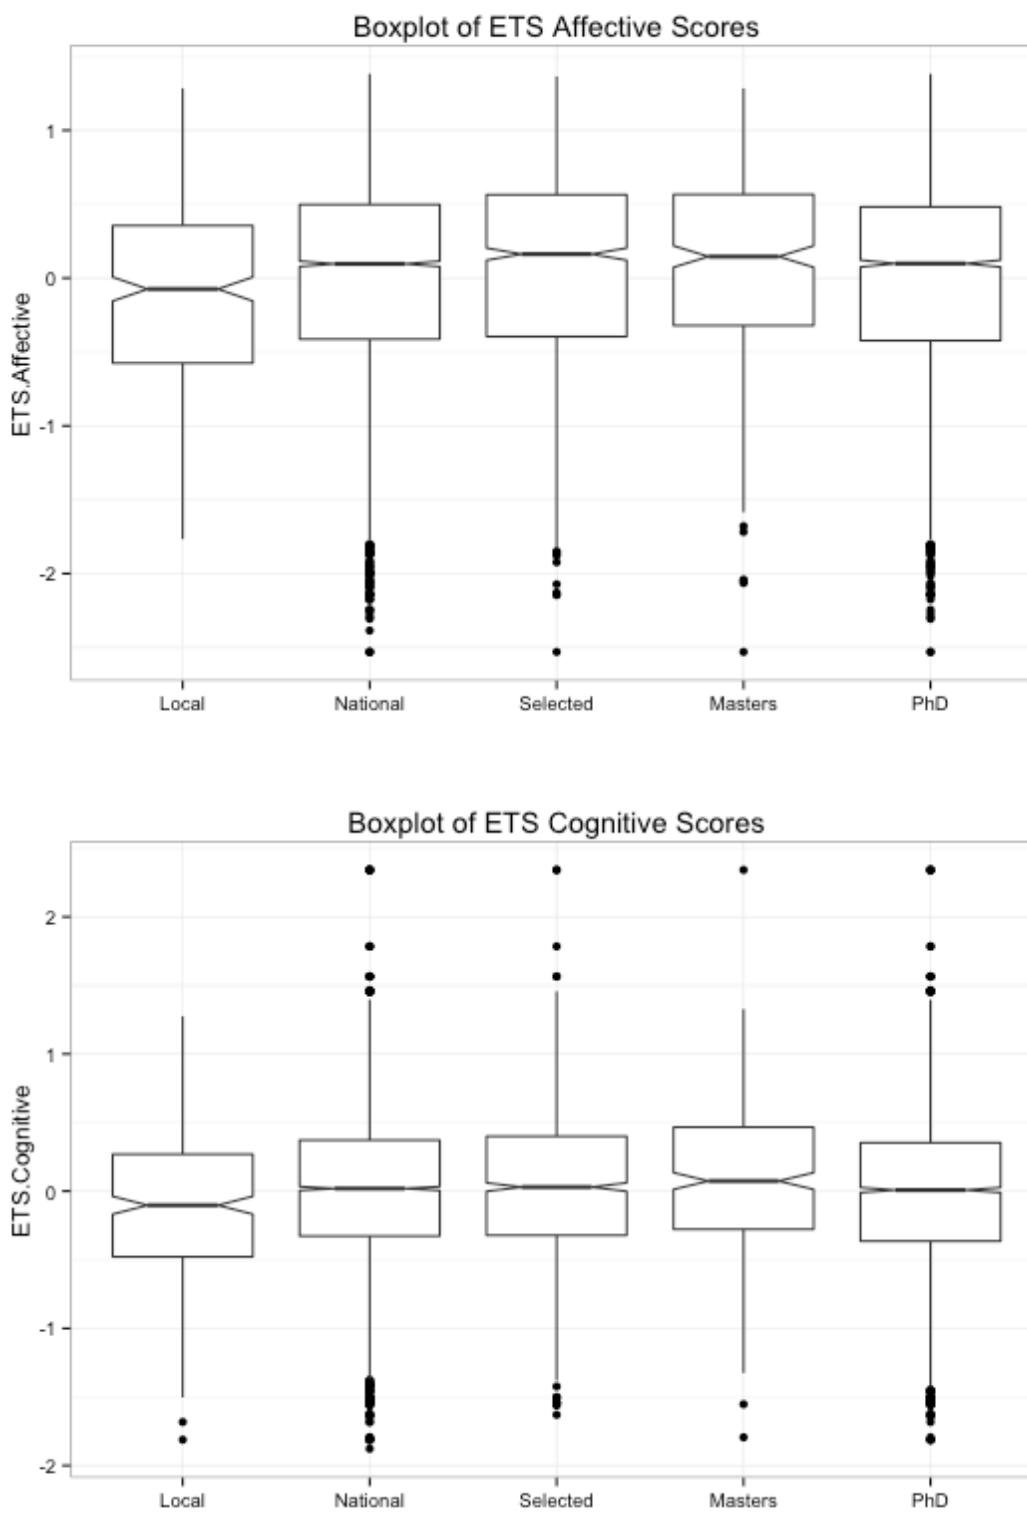 Boxplot of ETS Affective Scores
ETS.Affective
1
0
-1
-2
Local National Selected Masters PhD
Boxplot of ETS Cognitive Scores
ETS.Cognitive
2
1
0
-1
-2
Local National Selected Masters PhD